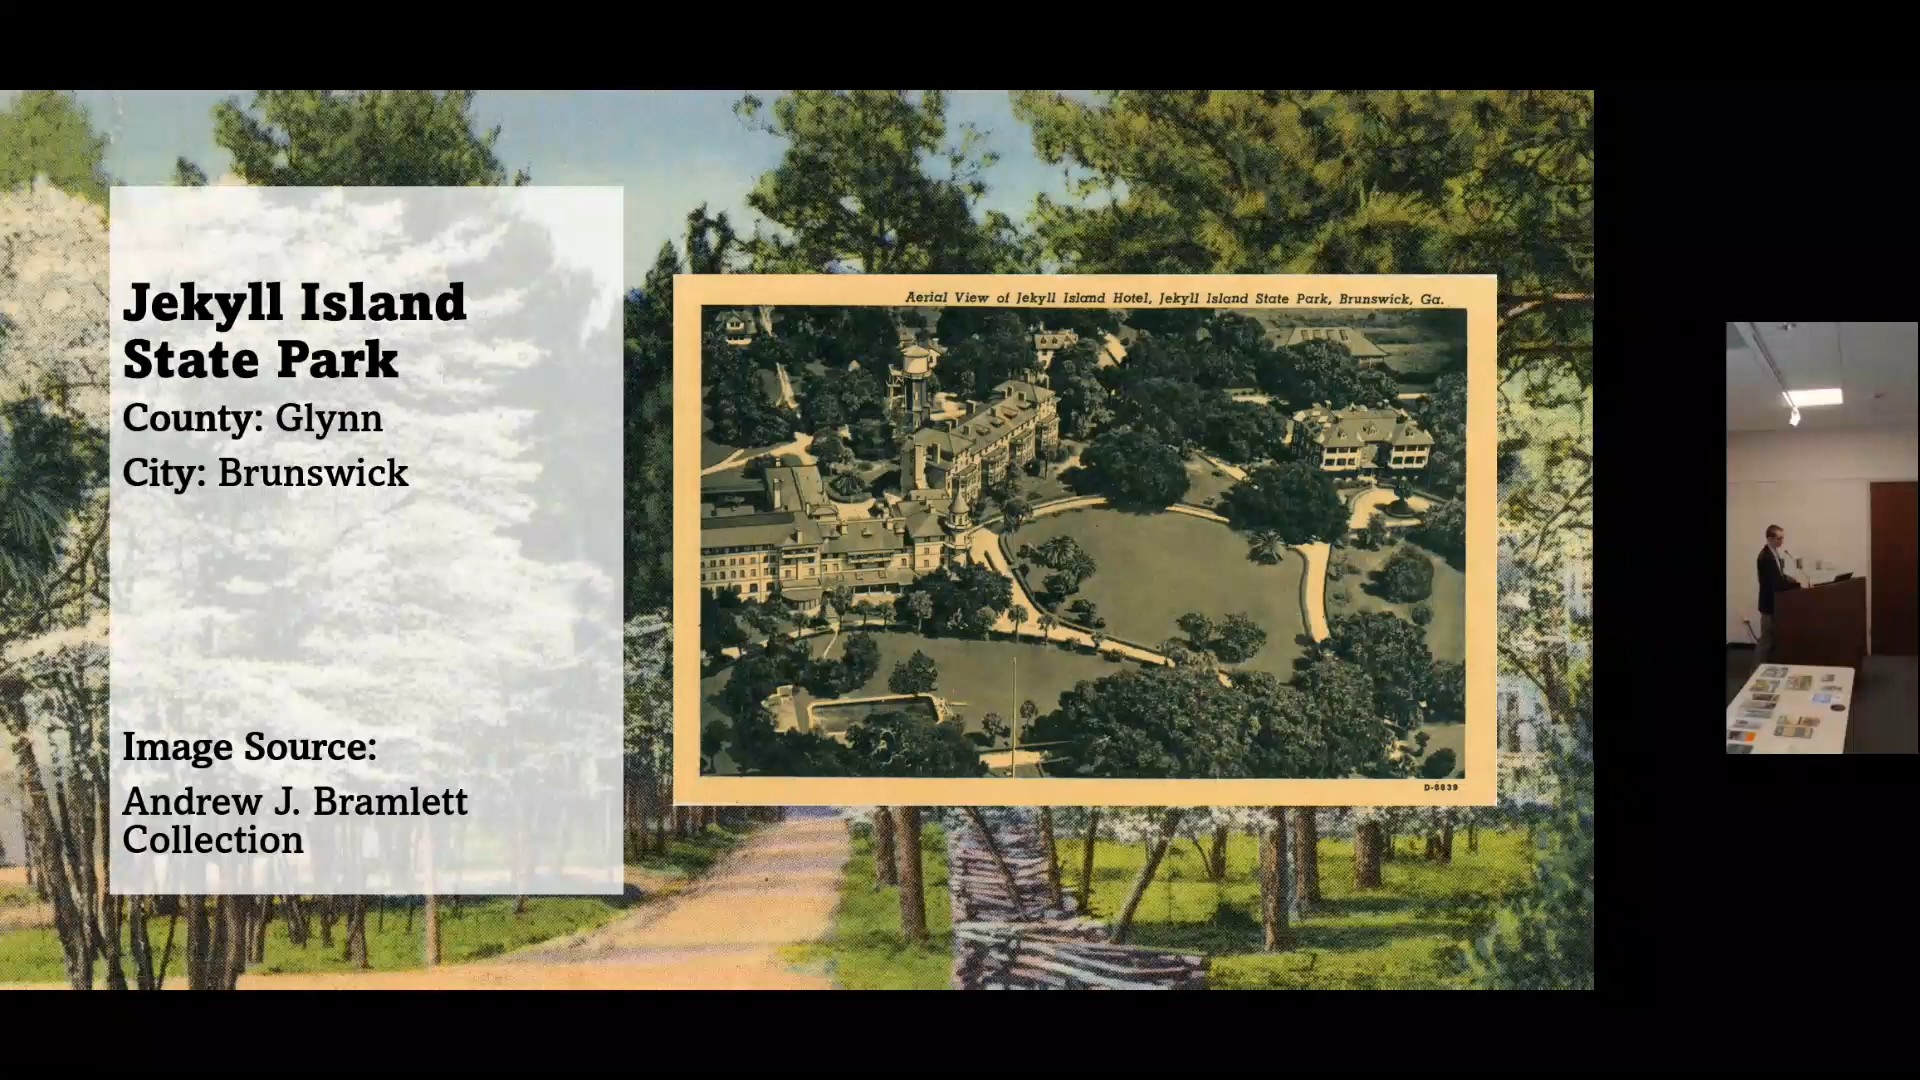 Jekyll Island
State Park
County: Glynn
City: Brunswick
Image Source:
Andrew J. Bramlett
Collection
Aerial View of Jekyll Island Hotel, Jekyll Island State Park, Brunswick, Ga.
D-6839